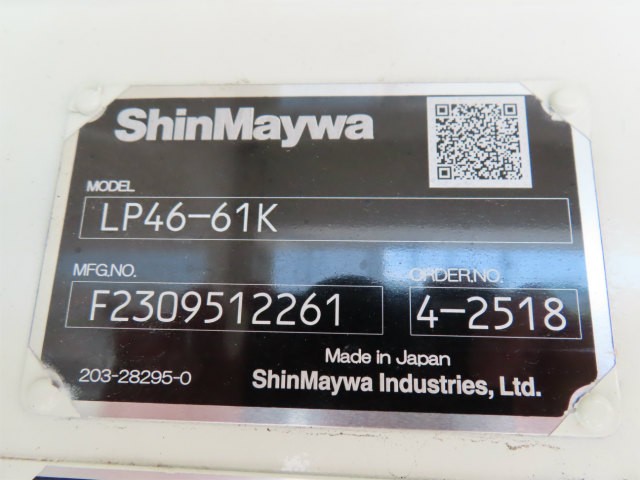 ShinMaywa
MODEL
LP46-61K
MFG.NO.
F2309512261
ORDER.NO.
4-2518
Made in Japan
203-28295-0
ShinMaywa Industries, Ltd.